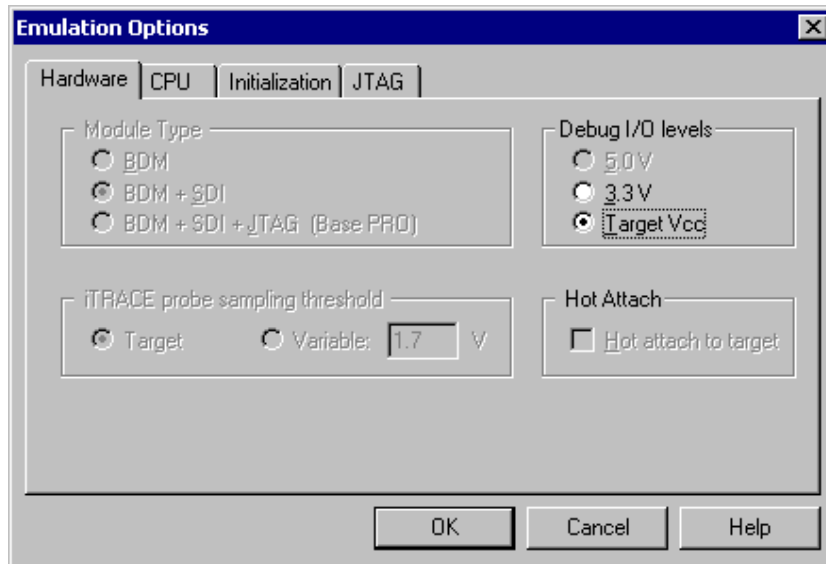 Emulation Options
Hardware CPU Initialization JTAG
Module Type
BDM
BDM + SDI
BDM + SDI + JTAG (Base PRO)
Debug I/O levels
5.0 V
3.3 V
Target Vcc
iTRACE probe sampling threshold
Target Variable: 1.7 V
Hot Attach
Hot attach to target
OK Cancel Help